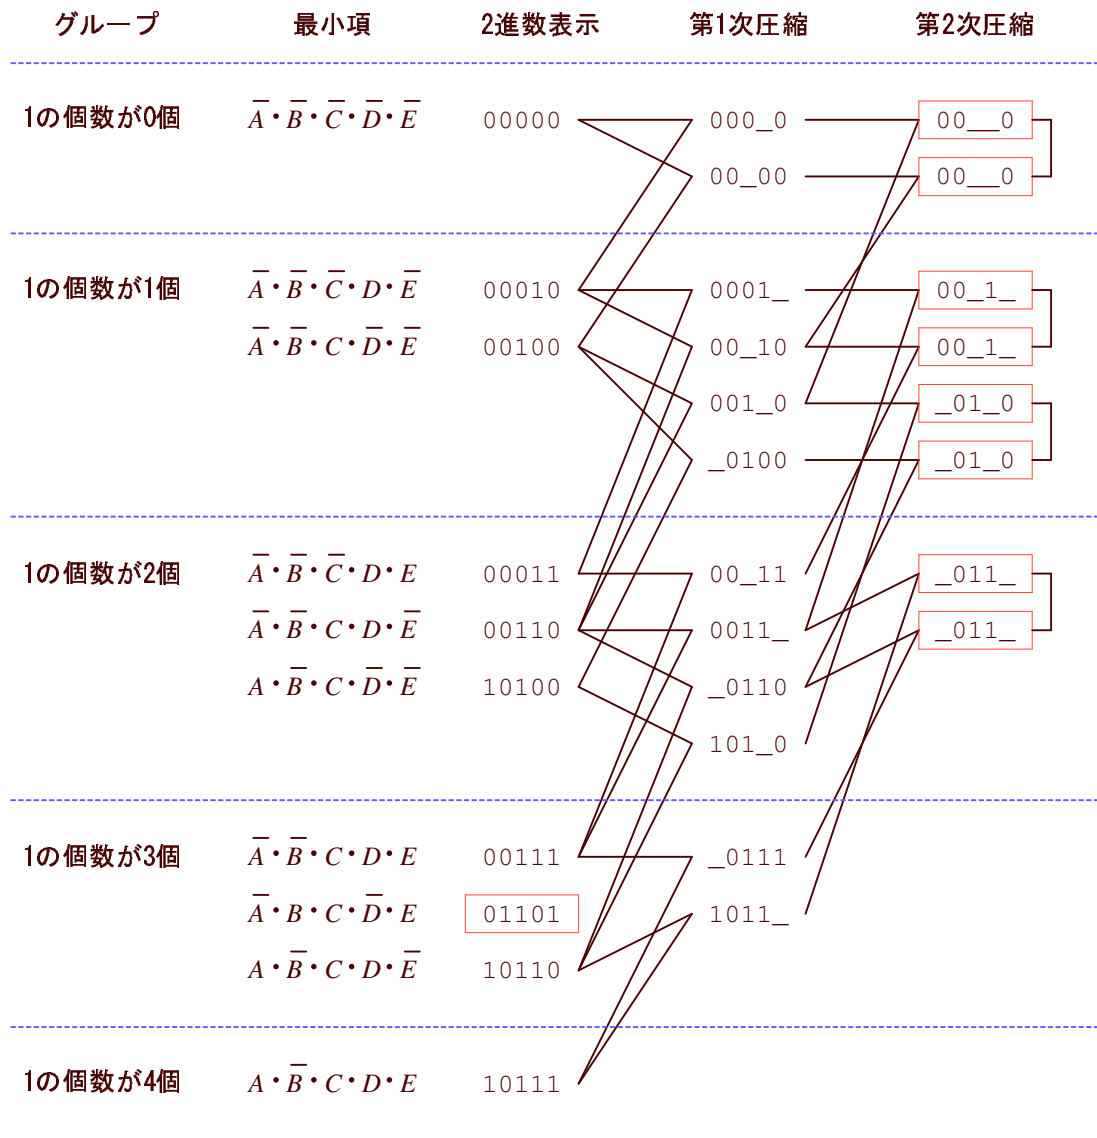 グループ 最小項 2進数表示 第1次圧縮 第2次圧縮
1の個数が0個 A̅・B̅・C̅・D̅・E̅ 00000 000_0 00__0
00_00 00__0
1の個数が1個 A̅・B̅・C̅・D・E̅ 00010 0001_ 00_1_
A̅・B̅・C・D̅・E̅ 00100 00_10 00_1_
001_0 _01_0
_0100 _01_0
1の個数が2個 A̅・B̅・C̅・D・E 00011 00_11 _011_
A̅・B̅・C・D・E̅ 00110 0011_ _011_
A・B̅・C・D̅・E̅ 10100 _0110
101_0
1の個数が3個 A̅・B̅・C・D・E 00111 _0111
A̅・B・C・D̅・E 01101 1011_
A・B̅・C・D・E̅ 10110
1の個数が4個 A・B̅・C・D・E 10111